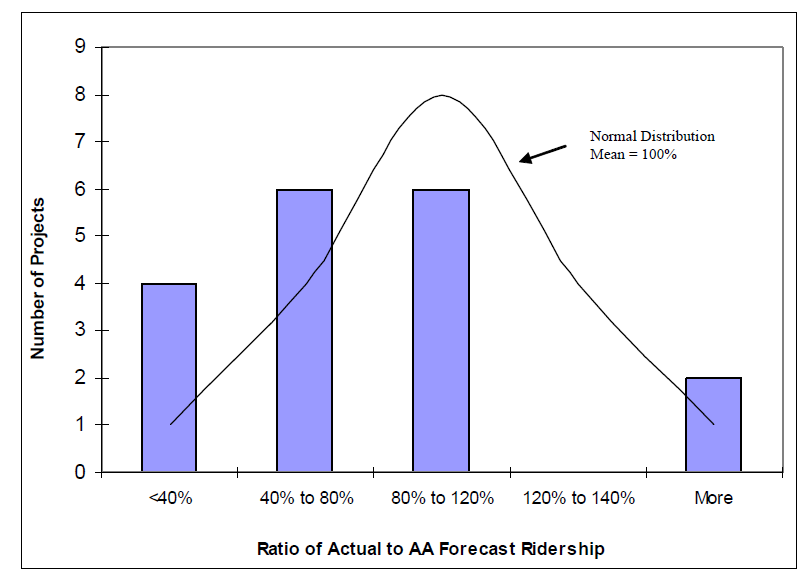 9
8
7
6
5
4
3
2
1
0
Number of Projects
Normal Distribution
Mean = 100%
<40%
40% to 80%
80% to 120%
120% to 140%
More
Ratio of Actual to AA Forecast Ridership